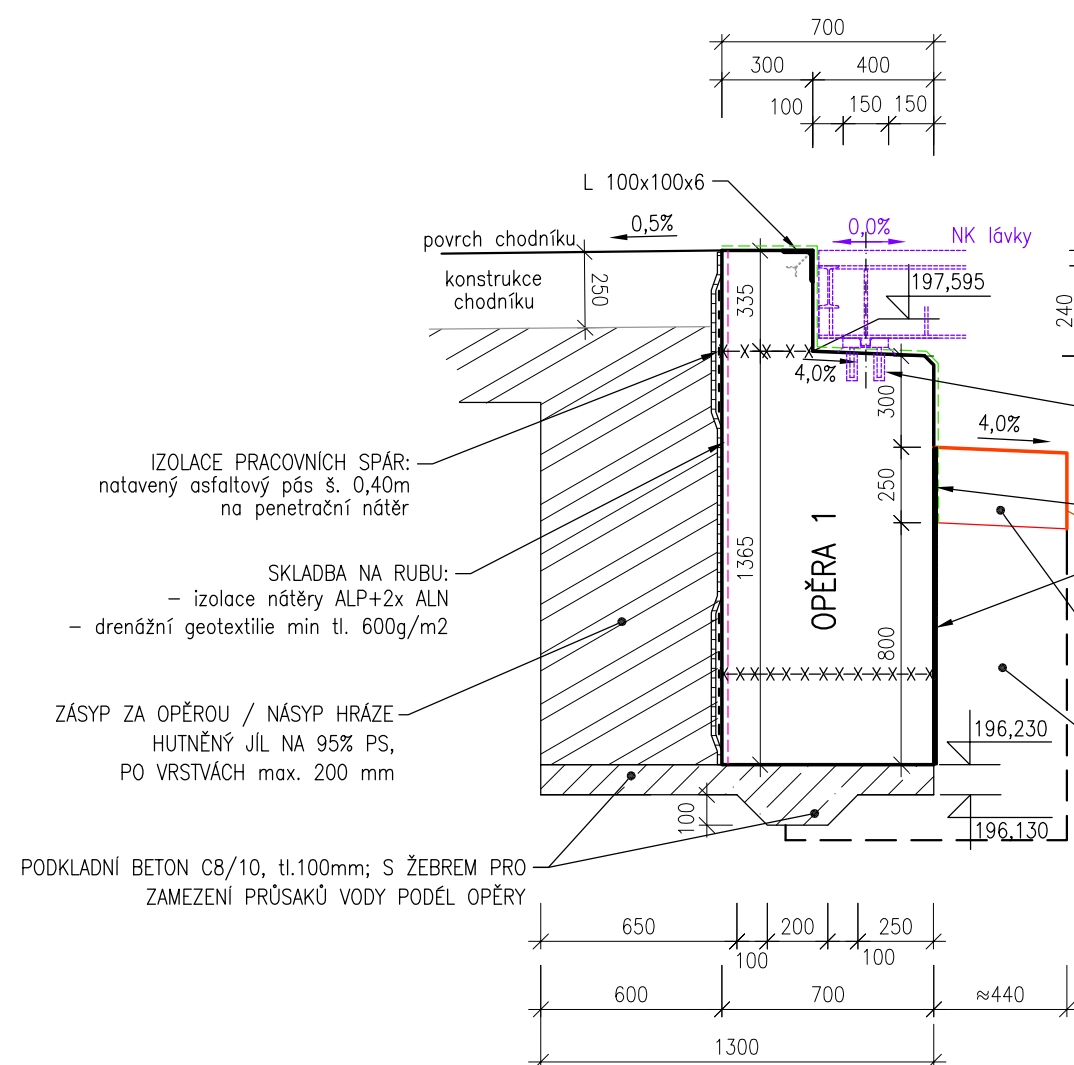 700
300
400
100
150
150
L 100x100x6
0,5%
0,0%
NK lávky
povrch chodníku
konstrukce
chodníku
250
335
197,595
240
4,0%
300
4,0%
IZOLACE PRACOVNÍCH SPÁR:
natavený asfaltový pás š. 0,40m
na penetrační nátěr
250
1365
OPĚRA 1
SKLADBA NA RUBU:
– izolace nátěry ALP+2x ALN
– drenážní geotextilie min tl. 600g/m2
800
ZÁSYP ZA OPĚROU / NÁSYP HRÁZE
HUTNĚNÝ JÍL NA 95% PS,
PO VRSTVÁCH max. 200 mm
196,230
100
196,130
PODKLADNÍ BETON C8/10, tl.100mm; S ŽEBREM PRO
ZAMEZENÍ PRŮSAKŮ VODY PODÉL OPĚRY
650
200
250
100
100
600
700
≈440
1300